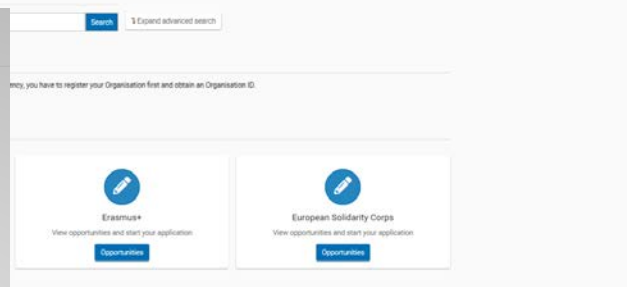 Search
Expand advanced search
ency, you have to register your Organisation first and obtain an Organisation ID.
Erasmus+
View opportunities and start your application
Opportunities
European Solidarity Corps
View opportunities and start your application
Opportunities